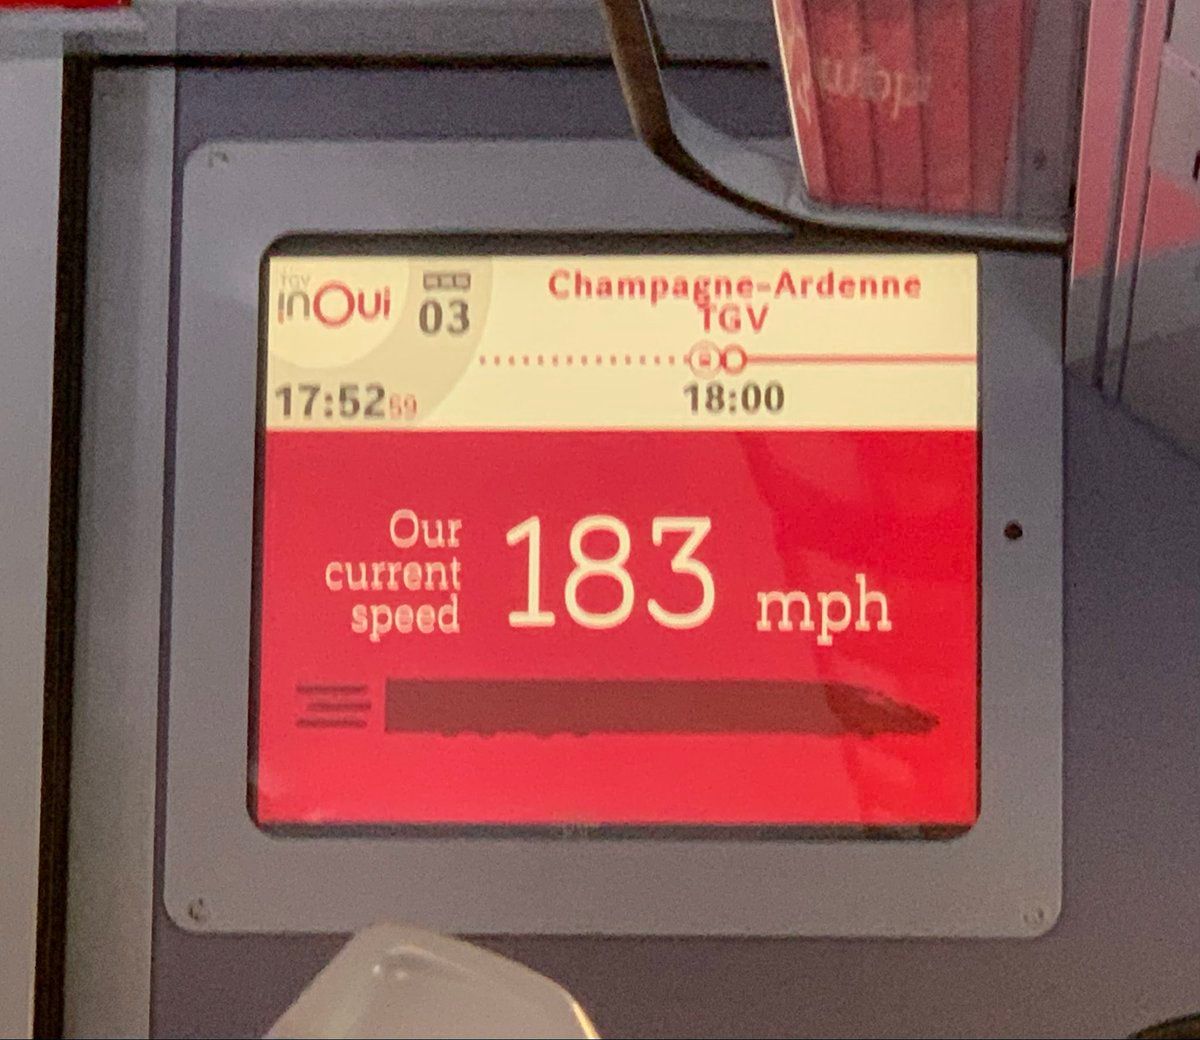 TGV
inOui
03
Champagne-Ardenne
TGV
17:52 59
18:00
Our
current
speed
183 mph